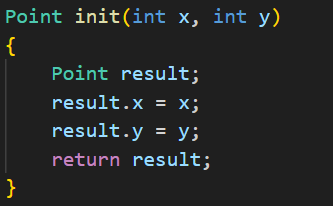 Point init(int x, int y)
{
    Point result;
    result.x = x;
    result.y = y;
    return result;
}